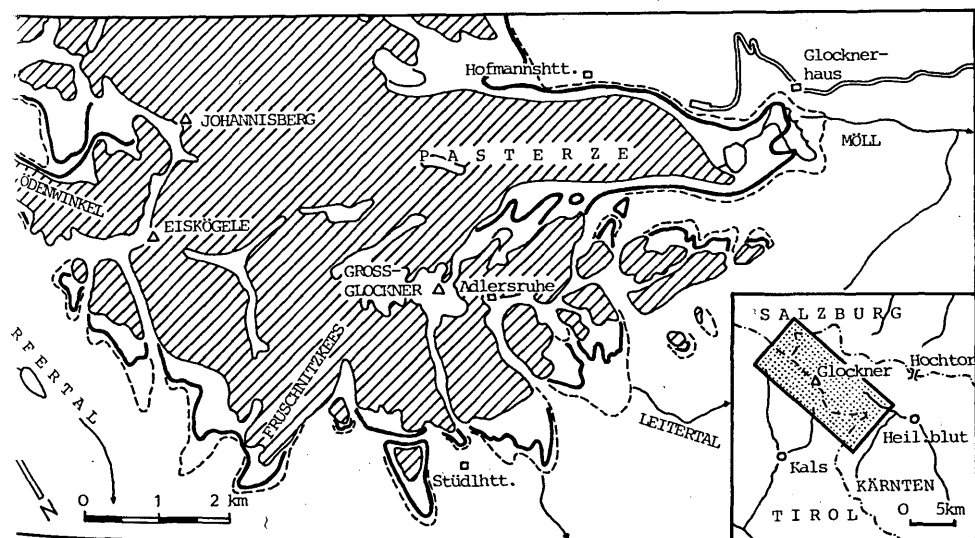 Hofmannshtt.
Glockner-
haus
JOHANNISBERG
PASTERZE
MÖLL
ÖDENWINKEL
EISKÖGELE
GROSS-
GLOCKNER
Adlersruhe
FRUSCHNITZKEES
RFERTAL
LEITERTAL
Stüdlhtt.
N
0 1 2 km
SALZBURG
Hochtor
Glockner
Heil.blut
Kals
KÄRNTEN
TIROL
0 5km